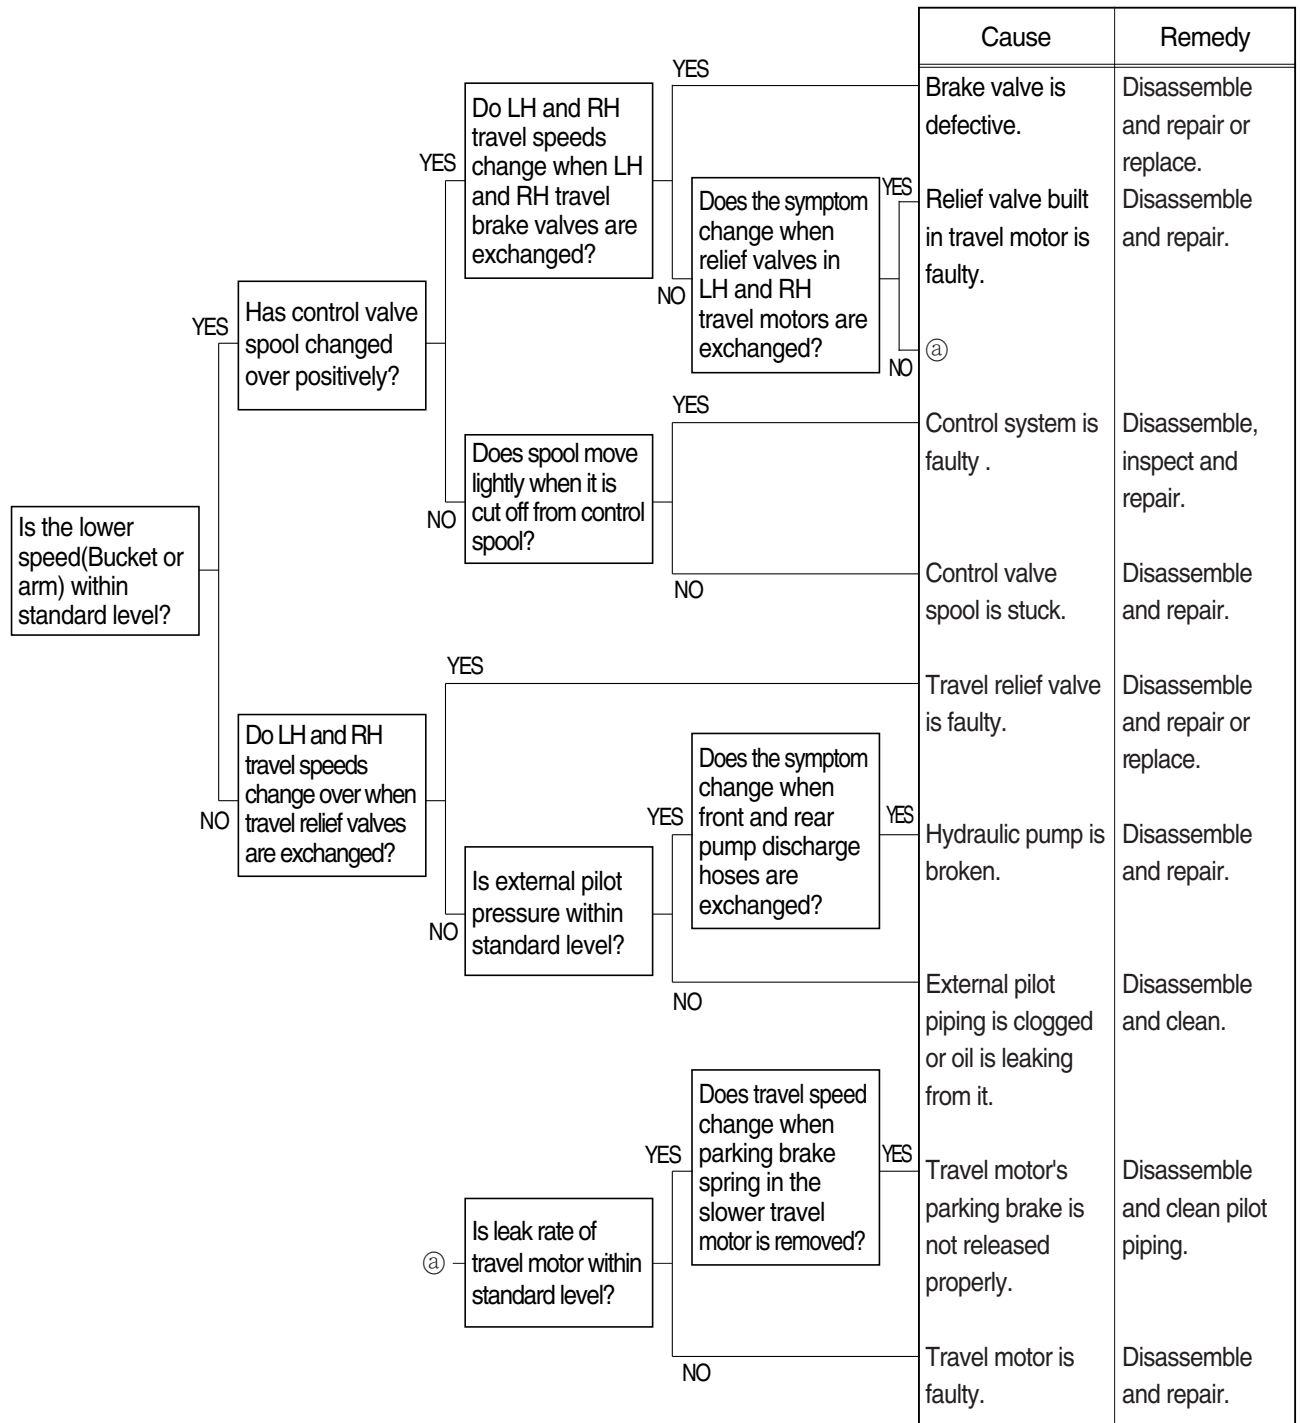 Cause
Remedy
YES
Brake valve is
defective.
Disassemble
and repair or
replace.
Do LH and RH
travel speeds
change when LH
and RH travel
brake valves are
exchanged?
YES
Does the symptom
change when
relief valves in
LH and RH
travel motors are
exchanged?
NO
YES
Relief valve built
in travel motor is
faulty.
Disassemble
and repair.
NO
ⓐ
YES
Has control valve
spool changed
over positively?
YES
Control system is
faulty .
Disassemble,
inspect and
repair.
NO
Does spool move
lightly when it is
cut off from control
spool?
NO
Control valve
spool is stuck.
Disassemble
and repair.
Is the lower
speed(Bucket or
arm) within
standard level?
YES
Travel relief valve
is faulty.
Disassemble
and repair or
replace.
NO
Do LH and RH
travel speeds
change over when
travel relief valves
are exchanged?
YES
Does the symptom
change when
front and rear
pump discharge
hoses are
exchanged?
YES
Hydraulic pump is
broken.
Disassemble
and repair.
NO
Is external pilot
pressure within
standard level?
NO
External pilot
piping is clogged
or oil is leaking
from it.
Disassemble
and clean.
YES
Does travel speed
change when
parking brake
spring in the
slower travel
motor is removed?
YES
Travel motor's
parking brake is
not released
properly.
Disassemble
and clean pilot
piping.
ⓐ
Is leak rate of
travel motor within
standard level?
NO
Travel motor is
faulty.
Disassemble
and repair.